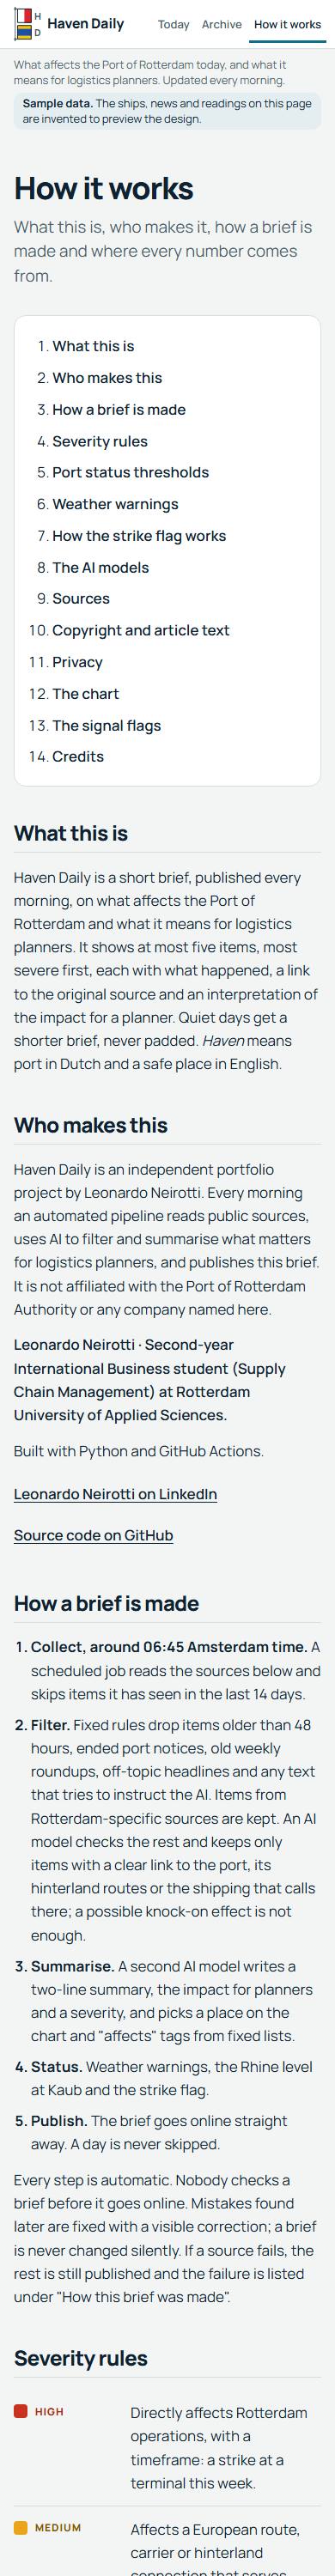 H
D
Haven Daily
Today
Archive
How it works
What affects the Port of Rotterdam today, and what it
means for logistics planners. Updated every morning.
Sample data. The ships, news and readings on this page
are invented to preview the design.
How it works
What this is, who makes it, how a brief is
made and where every number comes
from.
1. What this is
2. Who makes this
3. How a brief is made
4. Severity rules
5. Port status thresholds
6. Weather warnings
7. How the strike flag works
8. The AI models
9. Sources
10. Copyright and article text
11. Privacy
12. The chart
13. The signal flags
14. Credits
What this is
Haven Daily is a short brief, published every
morning, on what affects the Port of
Rotterdam and what it means for logistics
planners. It shows at most five items, most
severe first, each with what happened, a link
to the original source and an interpretation of
the impact for a planner. Quiet days get a
shorter brief, never padded. Haven means
port in Dutch and a safe place in English.
Who makes this
Haven Daily is an independent portfolio
project by Leonardo Neirotti. Every morning
an automated pipeline reads public sources,
uses AI to filter and summarise what matters
for logistics planners, and publishes this brief.
It is not affiliated with the Port of Rotterdam
Authority or any company named here.
Leonardo Neirotti · Second-year
International Business student (Supply
Chain Management) at Rotterdam
University of Applied Sciences.
Built with Python and GitHub Actions.
Leonardo Neirotti on LinkedIn
Source code on GitHub
How a brief is made
1. Collect, around 06:45 Amsterdam time. A
scheduled job reads the sources below and
skips items it has seen in the last 14 days.
2. Filter. Fixed rules drop items older than 48
hours, ended port notices, old weekly
roundups, off-topic headlines and any text
that tries to instruct the AI. Items from
Rotterdam-specific sources are kept. An AI
model checks the rest and keeps only
items with a clear link to the port, its
hinterland routes or the shipping that calls
there; a possible knock-on effect is not
enough.
3. Summarise. A second AI model writes a
two-line summary, the impact for planners
and a severity, and picks a place on the
chart and "affects" tags from fixed lists.
4. Status. Weather warnings, the Rhine level
at Kaub and the strike flag.
5. Publish. The brief goes online straight
away. A day is never skipped.
Every step is automatic. Nobody checks a
brief before it goes online. Mistakes found
later are fixed with a visible correction; a brief
is never changed silently. If a source fails, the
rest is still published and the failure is listed
under "How this brief was made".
Severity rules
HIGH
Directly affects Rotterdam
operations, with a
timeframe: a strike at a
terminal this week.
MEDIUM
Affects a European route,
carrier or hinterland
connection that serves